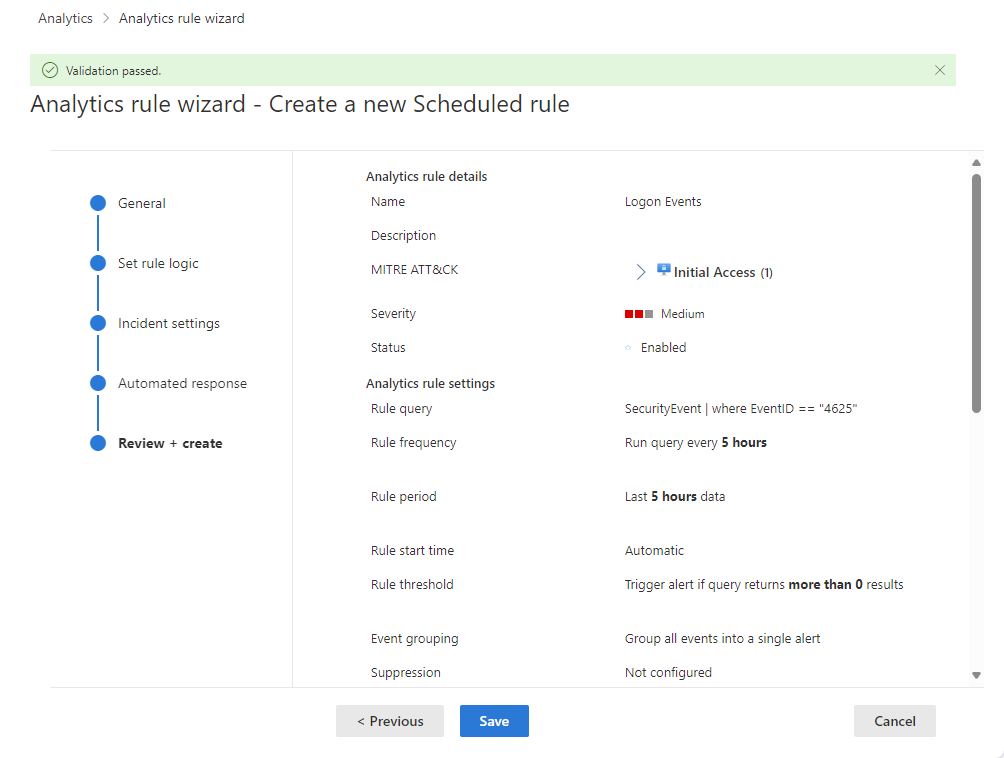 Analytics > Analytics rule wizard
Validation passed.
Analytics rule wizard - Create a new Scheduled rule
General
Set rule logic
Incident settings
Automated response
Review + create
Analytics rule details
Name Logon Events
Description
MITRE ATT&CK Initial Access (1)
Severity Medium
Status Enabled
Analytics rule settings
Rule query SecurityEvent | where EventID == "4625"
Rule frequency Run query every 5 hours
Rule period Last 5 hours data
Rule start time Automatic
Rule threshold Trigger alert if query returns more than 0 results
Event grouping Group all events into a single alert
Suppression Not configured
< Previous Save Cancel